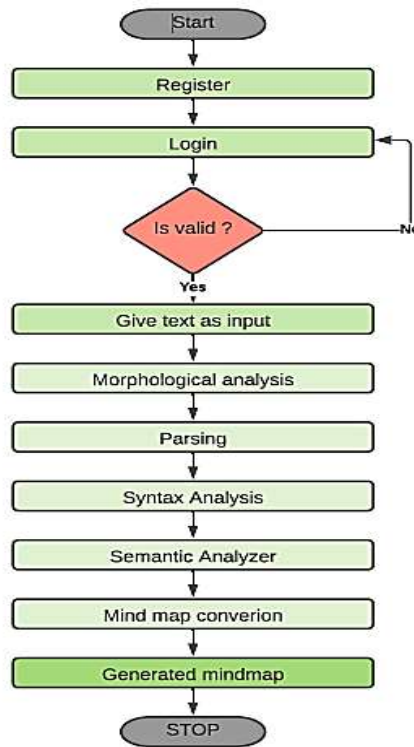 Start
Register
Login
Is valid ?
No
Yes
Give text as input
Morphological analysis
Parsing
Syntax Analysis
Semantic Analyzer
Mind map converion
Generated mindmap
STOP